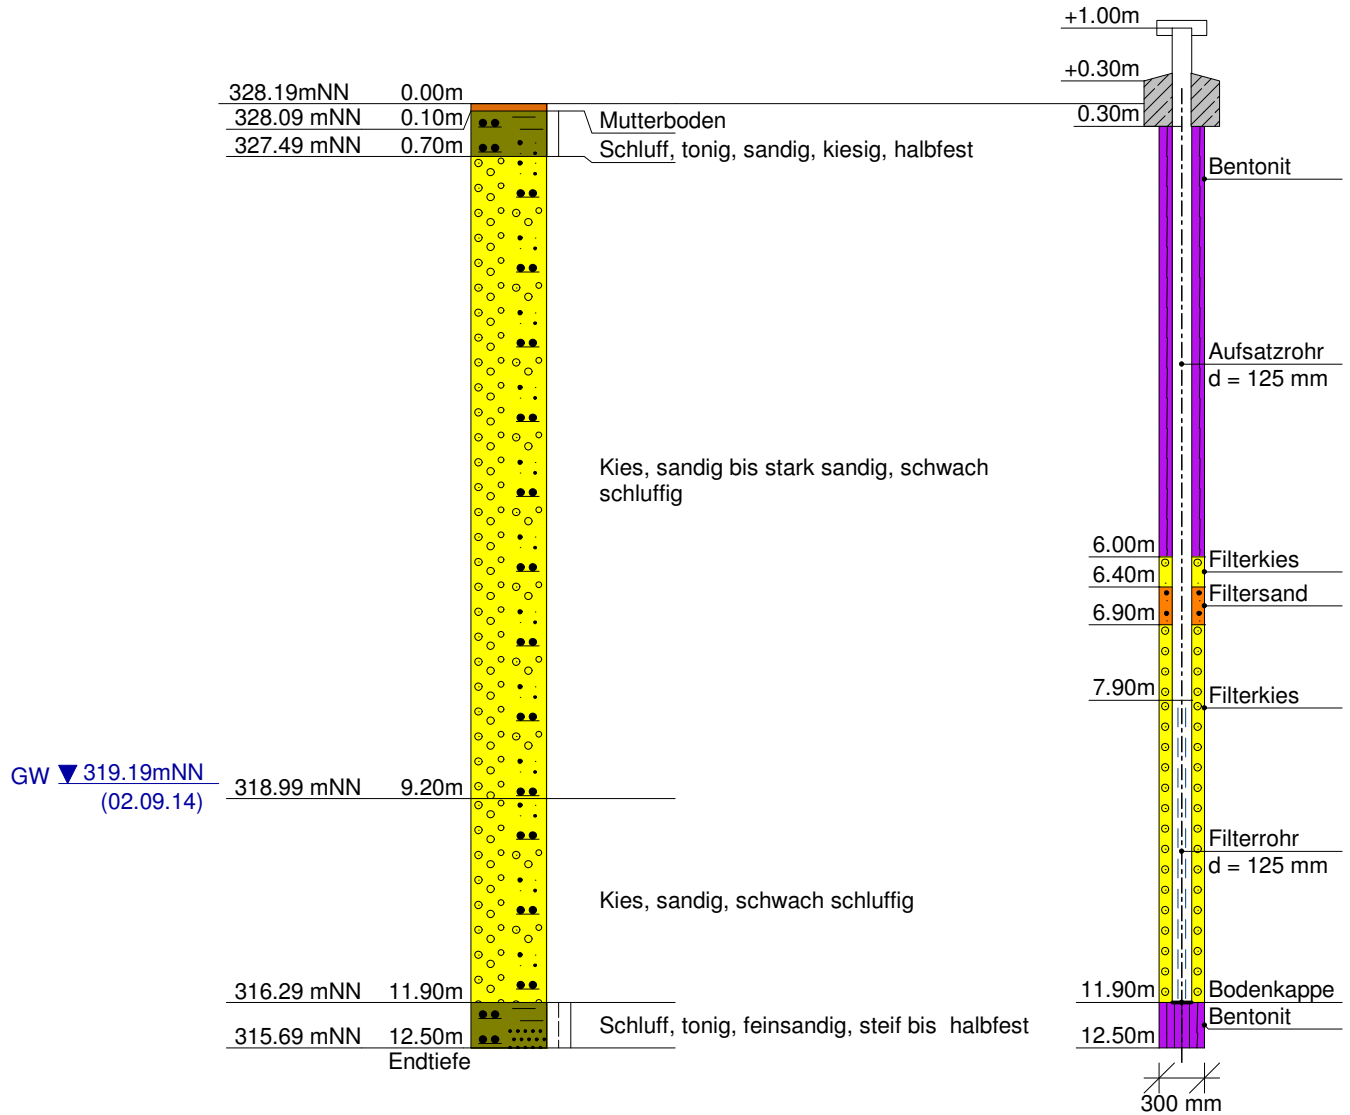 +1.00m
+0.30m
328.19mNN 0.00m
328.09 mNN 0.10m
0.30m
Mutterboden
327.49 mNN 0.70m
Schluff, tonig, sandig, kiesig, halbfest
Bentonit
Aufsatzrohr
d = 125 mm
Kies, sandig bis stark sandig, schwach
schluffig
6.00m
Filterkies
6.40m
Filtersand
6.90m
7.90m
Filterkies
GW 319.19mNN
(02.09.14)
318.99 mNN 9.20m
Filterrohr
d = 125 mm
Kies, sandig, schwach schluffig
316.29 mNN 11.90m
11.90m
Bodenkappe
Bentonit
Schluff, tonig, feinsandig, steif bis halbfest
315.69 mNN 12.50m
12.50m
Endtiefe
300 mm